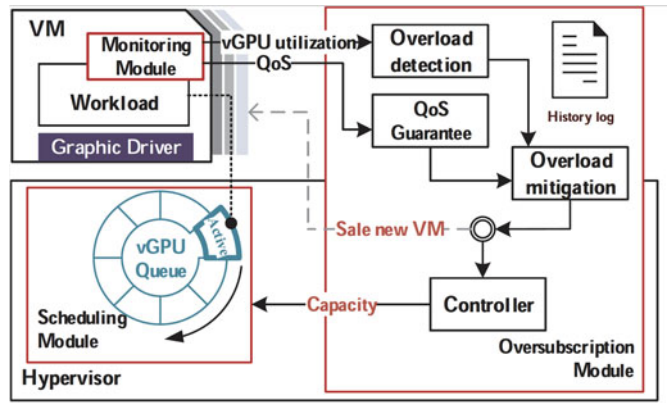 VM
Monitoring
Module
Workload
Graphic Driver
vGPU utilization
QoS
Overload
detection
QoS
Guarantee
History log
Overload
mitigation
Sale new VM
Active
vGPU
Queue
Scheduling
Module
Capacity
Controller
Oversubscription
Module
Hypervisor